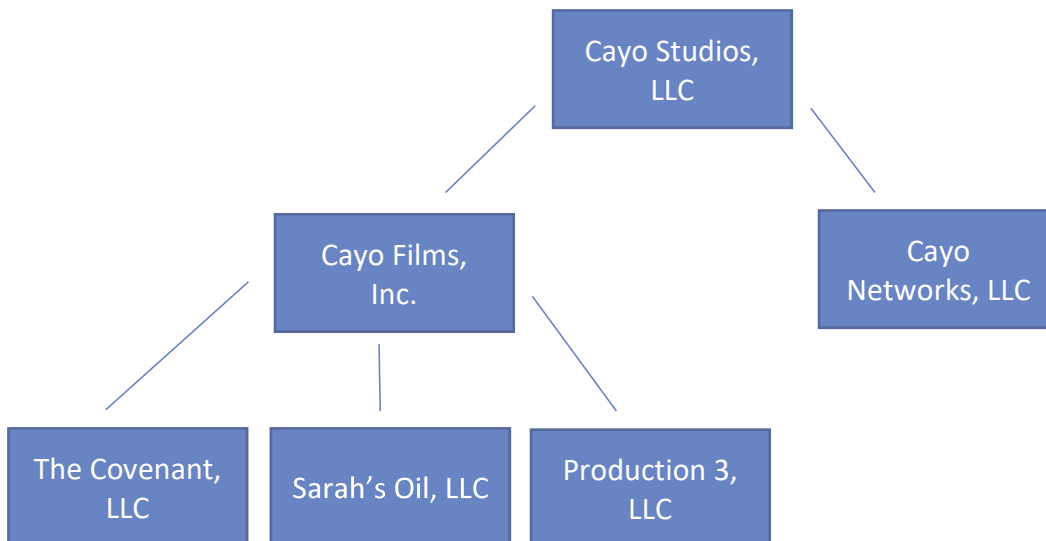 Cayo Studios,
LLC
Cayo Films,
Inc.
Cayo
Networks, LLC
The Covenant,
LLC
Sarah’s Oil, LLC
Production 3,
LLC